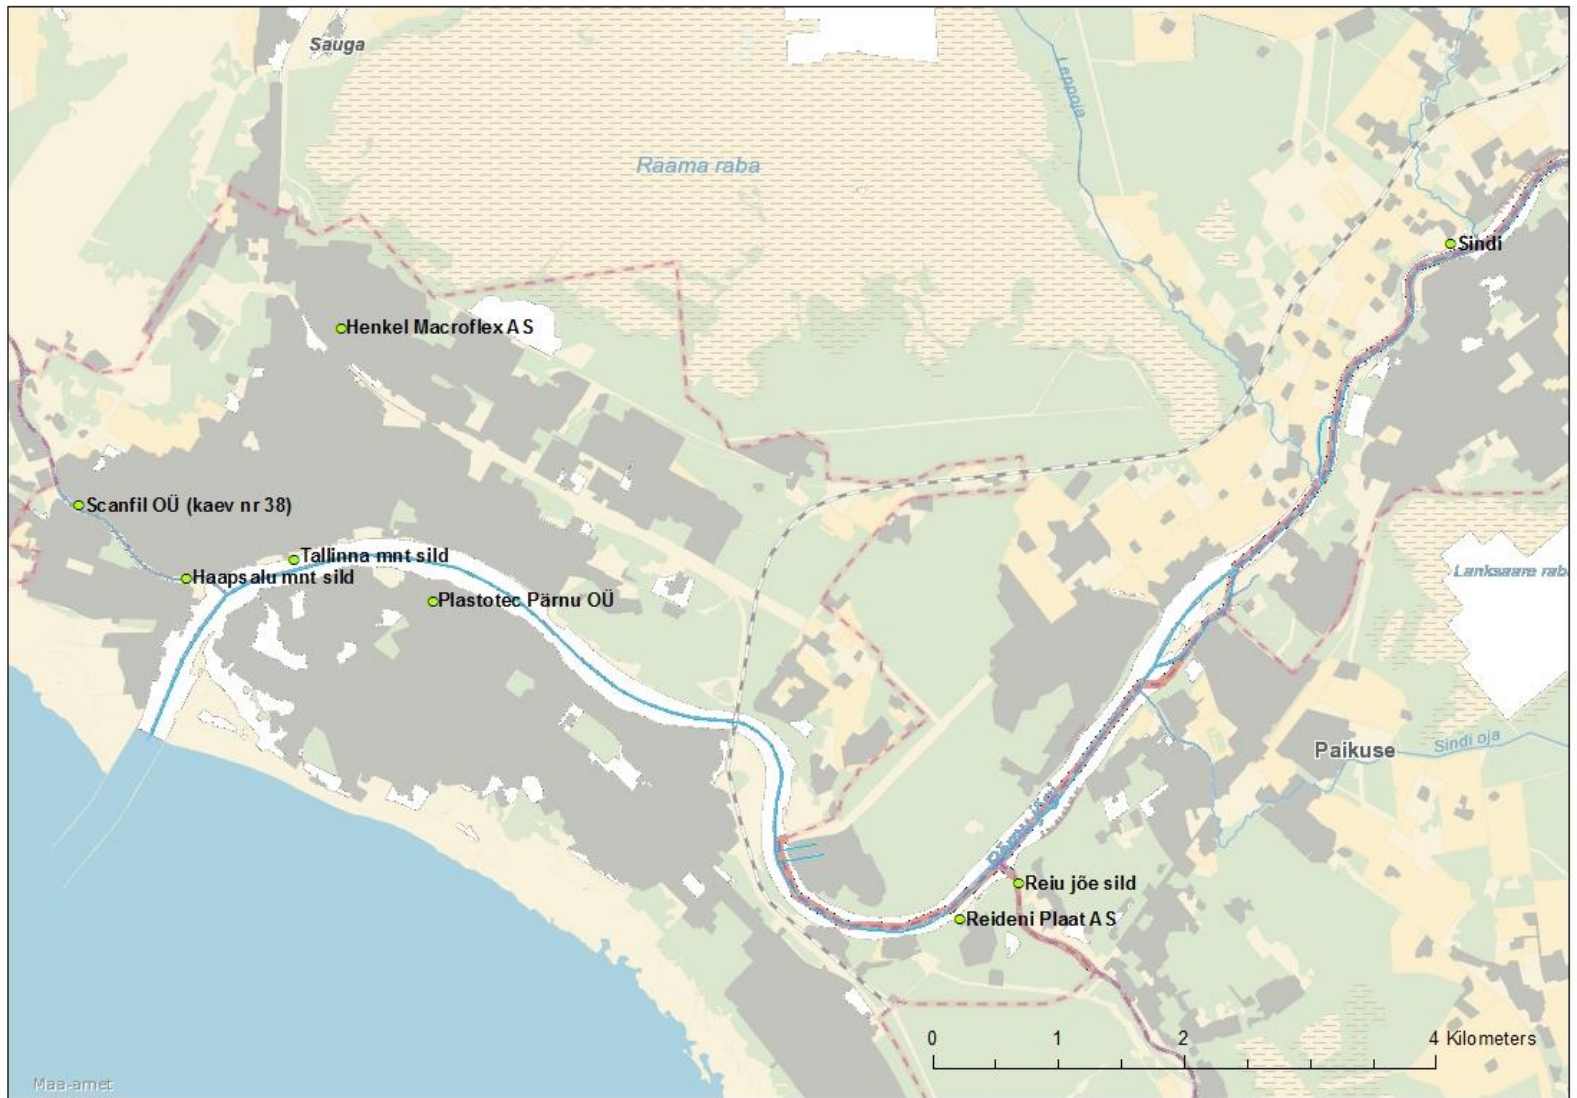 Sauga
Leppoja
Rääma raba
Sindi
Henkel Macroflex AS
Scanfil OÜ (kaev nr 38)
Tallinna mnt sild
Haapsalu mnt sild
Plastotec Pärnu OÜ
Lanksaare raba
Sindi oja
Paikuse
Pärnu jõgi
Reiu jõe sild
Reideni Plaat AS
0 1 2 4 Kilometers
Maa-amet